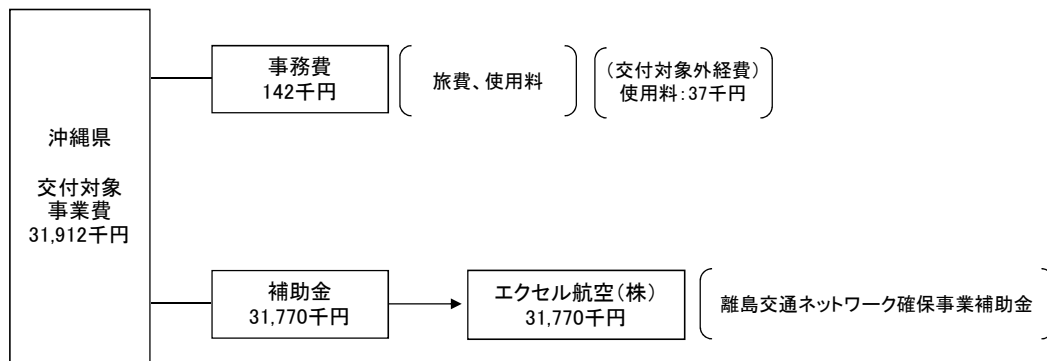 沖縄県
交付対象
事業費
31,912千円
事務費
142千円
旅費、使用料
(交付対象外経費)
使用料:37千円
補助金
31,770千円
エクセル航空(株)
31,770千円
離島交通ネットワーク確保事業補助金